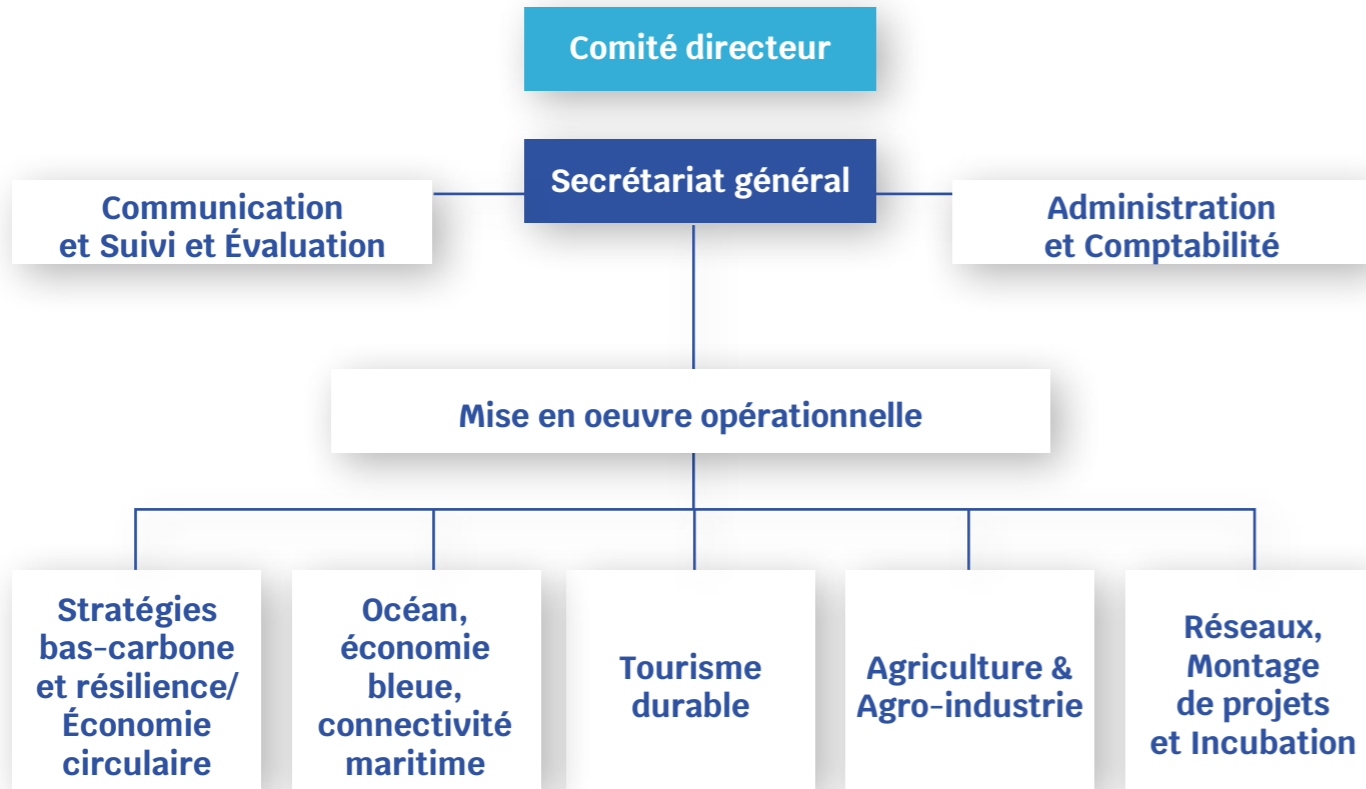 Comité directeur
Secrétariat général
Communication
et Suivi et Évaluation
Administration
et Comptabilité
Mise en oeuvre opérationnelle
Stratégies
bas-carbone
et résilience/
Économie
circulaire
Océan,
économie
bleue,
connectivité
maritime
Tourisme
durable
Agriculture &
Agro-industrie
Réseaux,
Montage
de projets
et Incubation